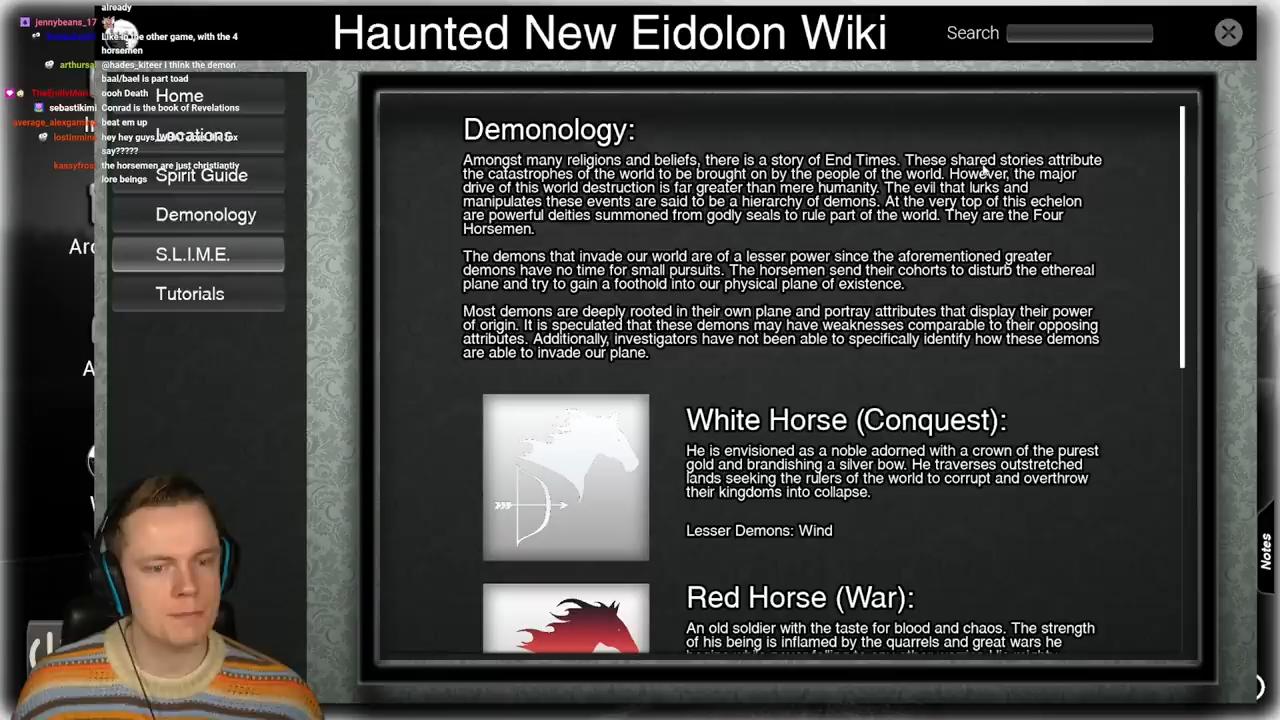 already
jennybeans_17
Like in the other game, with the 4
horsemen
arthursa
@hades_kiteer i think the demon
baal/bael is part toad
oooh Death
sebastikimi
Conrad is the book of Revelations
average_alexgamer
beat em up
lostinmin
hey hey guys,
say?????
kassyfros
the horsemen are just christianity
lore beings
Haunted New Eidolon Wiki
Search
Home
Locations
Spirit Guide
Demonology
S.L.I.M.E.
Tutorials
Demonology:
Amongst many religions and beliefs, there is a story of End Times. These shared stories attribute
the catastrophes of the world to be brought on by the people of the world. However, the major
drive of this world destruction is far greater than mere humanity. The evil that lurks and
manipulates these events are said to be a hierarchy of demons. At the very top of this echelon
are powerful deities summoned from godly seals to rule part of the world. They are the Four
Horsemen.
The demons that invade our world are of a lesser power since the aforementioned greater
demons have no time for small pursuits. The horsemen send their cohorts to disturb the ethereal
plane and try to gain a foothold into our physical plane of existence.
Most demons are deeply rooted in their own plane and portray attributes that display their power
of origin. It is speculated that these demons may have weaknesses comparable to their opposing
attributes. Additionally, investigators have not been able to specifically identify how these demons
are able to invade our plane.
White Horse (Conquest):
He is envisioned as a noble adorned with a crown of the purest
gold and brandishing a silver bow. He traverses outstretched
lands seeking the rulers of the world to corrupt and overthrow
their kingdoms into collapse.
Lesser Demons: Wind
Red Horse (War):
An old soldier with the taste for blood and chaos. The strength
of his being is inflamed by the quarrels and great wars he
Notes